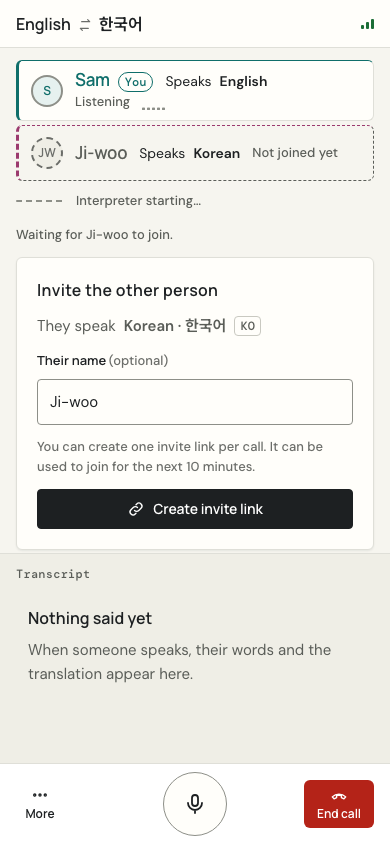 English ⇌ 한국어
S Sam You Speaks English
Listening
JW Ji-woo Speaks Korean Not joined yet
Interpreter starting…
Waiting for Ji-woo to join.
Invite the other person
They speak Korean · 한국어 KO
Their name (optional)
Ji-woo
You can create one invite link per call. It can be
used to join for the next 10 minutes.
Create invite link
Transcript
Nothing said yet
When someone speaks, their words and the
translation appear here.
More
End call